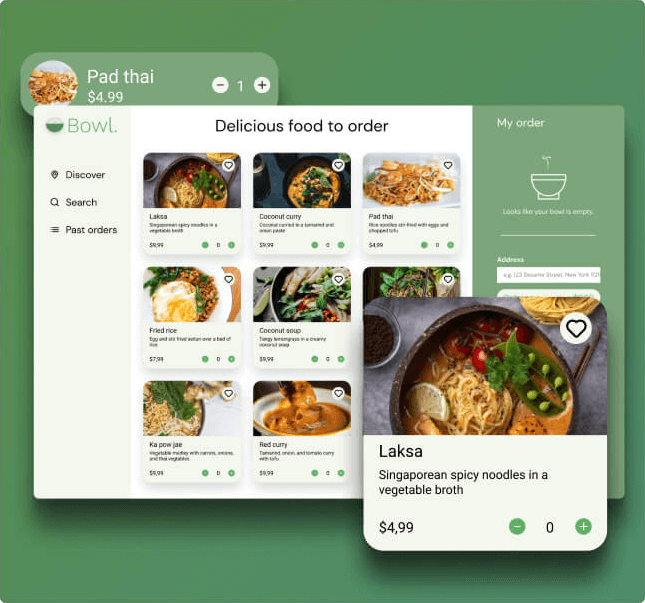 Pad thai
$4.99
1
Bowl.
Discover
Search
Past orders
Delicious food to order
Laksa
Singaporean spicy noodles in a
vegetable broth
$9,99
0
Coconut curry
Coconut curried to a tamarind and
onion paste
$9,99
0
Pad thai
Rice noodles stir-fried with eggs and
chopped tofu
$4,99
0
Fried rice
Egg and stir fried seitan over a bed of
rice
$7,99
0
Coconut soup
Tangy lemongrass in a creamy
coconut soup
$9,99
0
Ka pow jae
Vegetable medley with carrots, onions,
and thai vegtables
$9,99
0
Red curry
Tamarind, onion, and tomato curry
with tofu
$9,99
0
My order
Looks like your bowl is empty.
Address
e.g. 123 Sesame Street, New York 112
Laksa
Singaporean spicy noodles in a
vegetable broth
$4,99
0